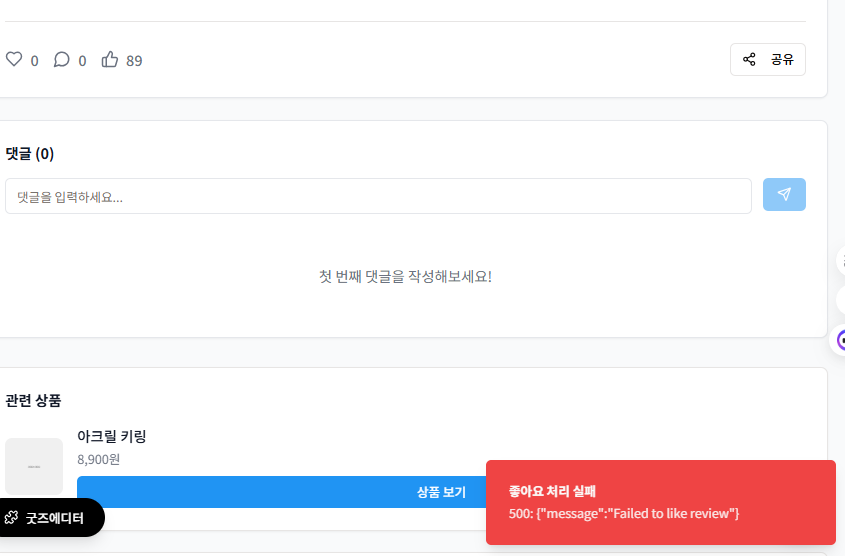 0 0 89 공유
댓글 (0)
댓글을 입력하세요...
첫 번째 댓글을 작성해보세요!
관련 상품
아크릴 키링
8,900원
상품 보기
굿즈에디터
좋아요 처리 실패
500: {"message":"Failed to like review"}